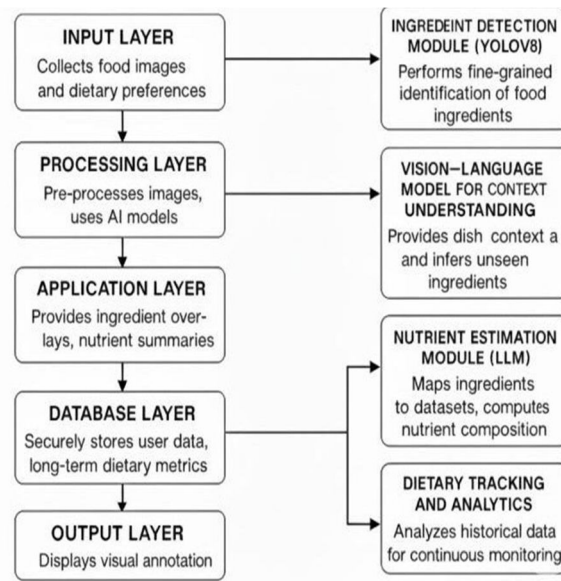 INPUT LAYER
Collects food images
and dietary preferences
PROCESSING LAYER
Pre-processes images,
uses AI models
APPLICATION LAYER
Provides ingredient over-
lays, nutrient summaries
DATABASE LAYER
Securely stores user data,
long-term dietary metrics
OUTPUT LAYER
Displays visual annotation
INGREDEINT DETECTION
MODULE (YOLOV8)
Performs fine-grained
identification of food
ingredients
VISION–LANGUAGE
MODEL FOR CONTEXT
UNDERSTANDING
Provides dish context a
and infers unseen
ingredients
NUTRIENT ESTIMATION
MODULE (LLM)
Maps ingredients
to datasets, computes
nutrient composition
DIETARY TRACKING
AND ANALYTICS
Analyzes historical data
for continuous monitoring